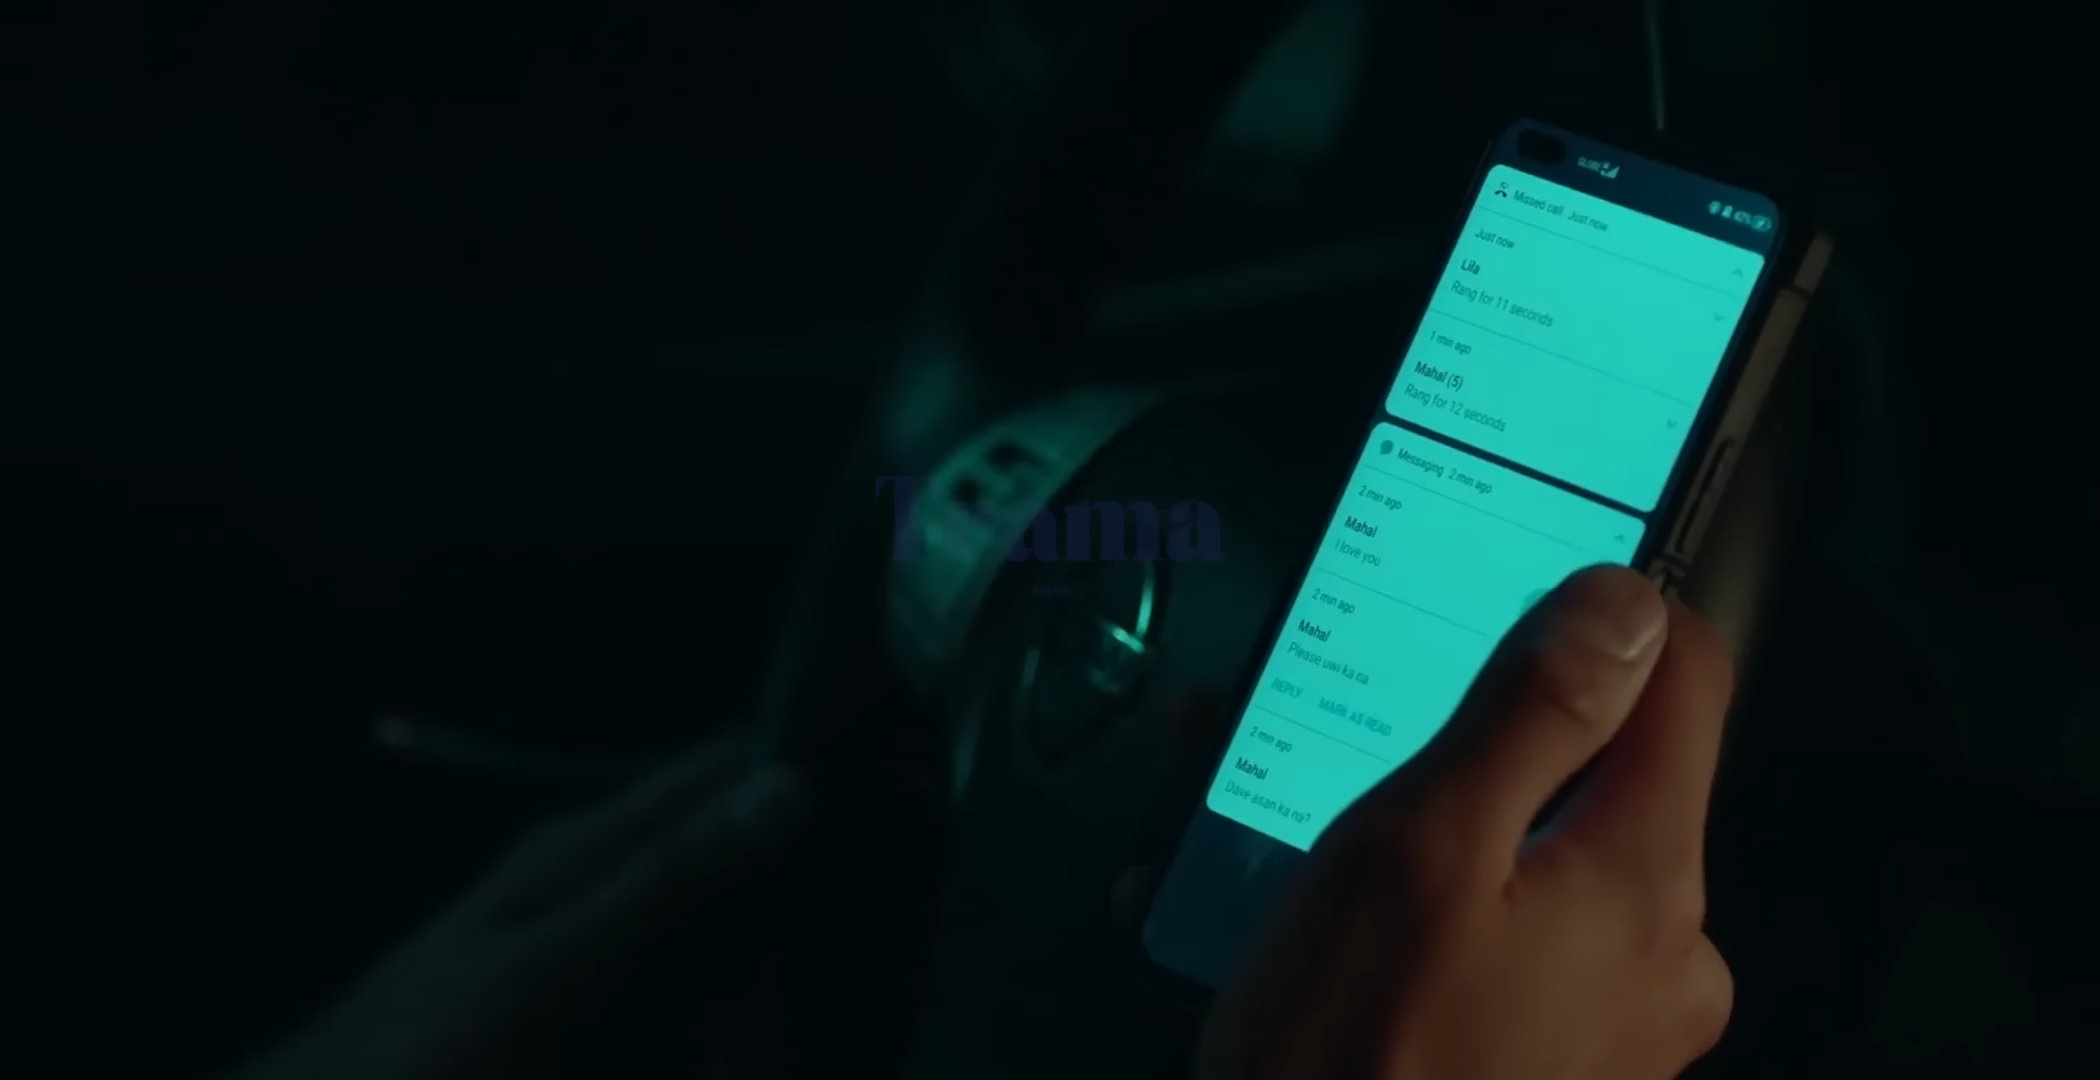 GLOBE
82%
Missed call Just now
Just now
Lila
Rang for 11 seconds
1 min ago
Mahal (5)
Rang for 12 seconds
Messaging 2 min ago
2 min ago
Mahal
I love you
2 min ago
Mahal
Please uwi ka na
REPLY MARK AS READ
2 min ago
Mahal
Dave asan ka na?